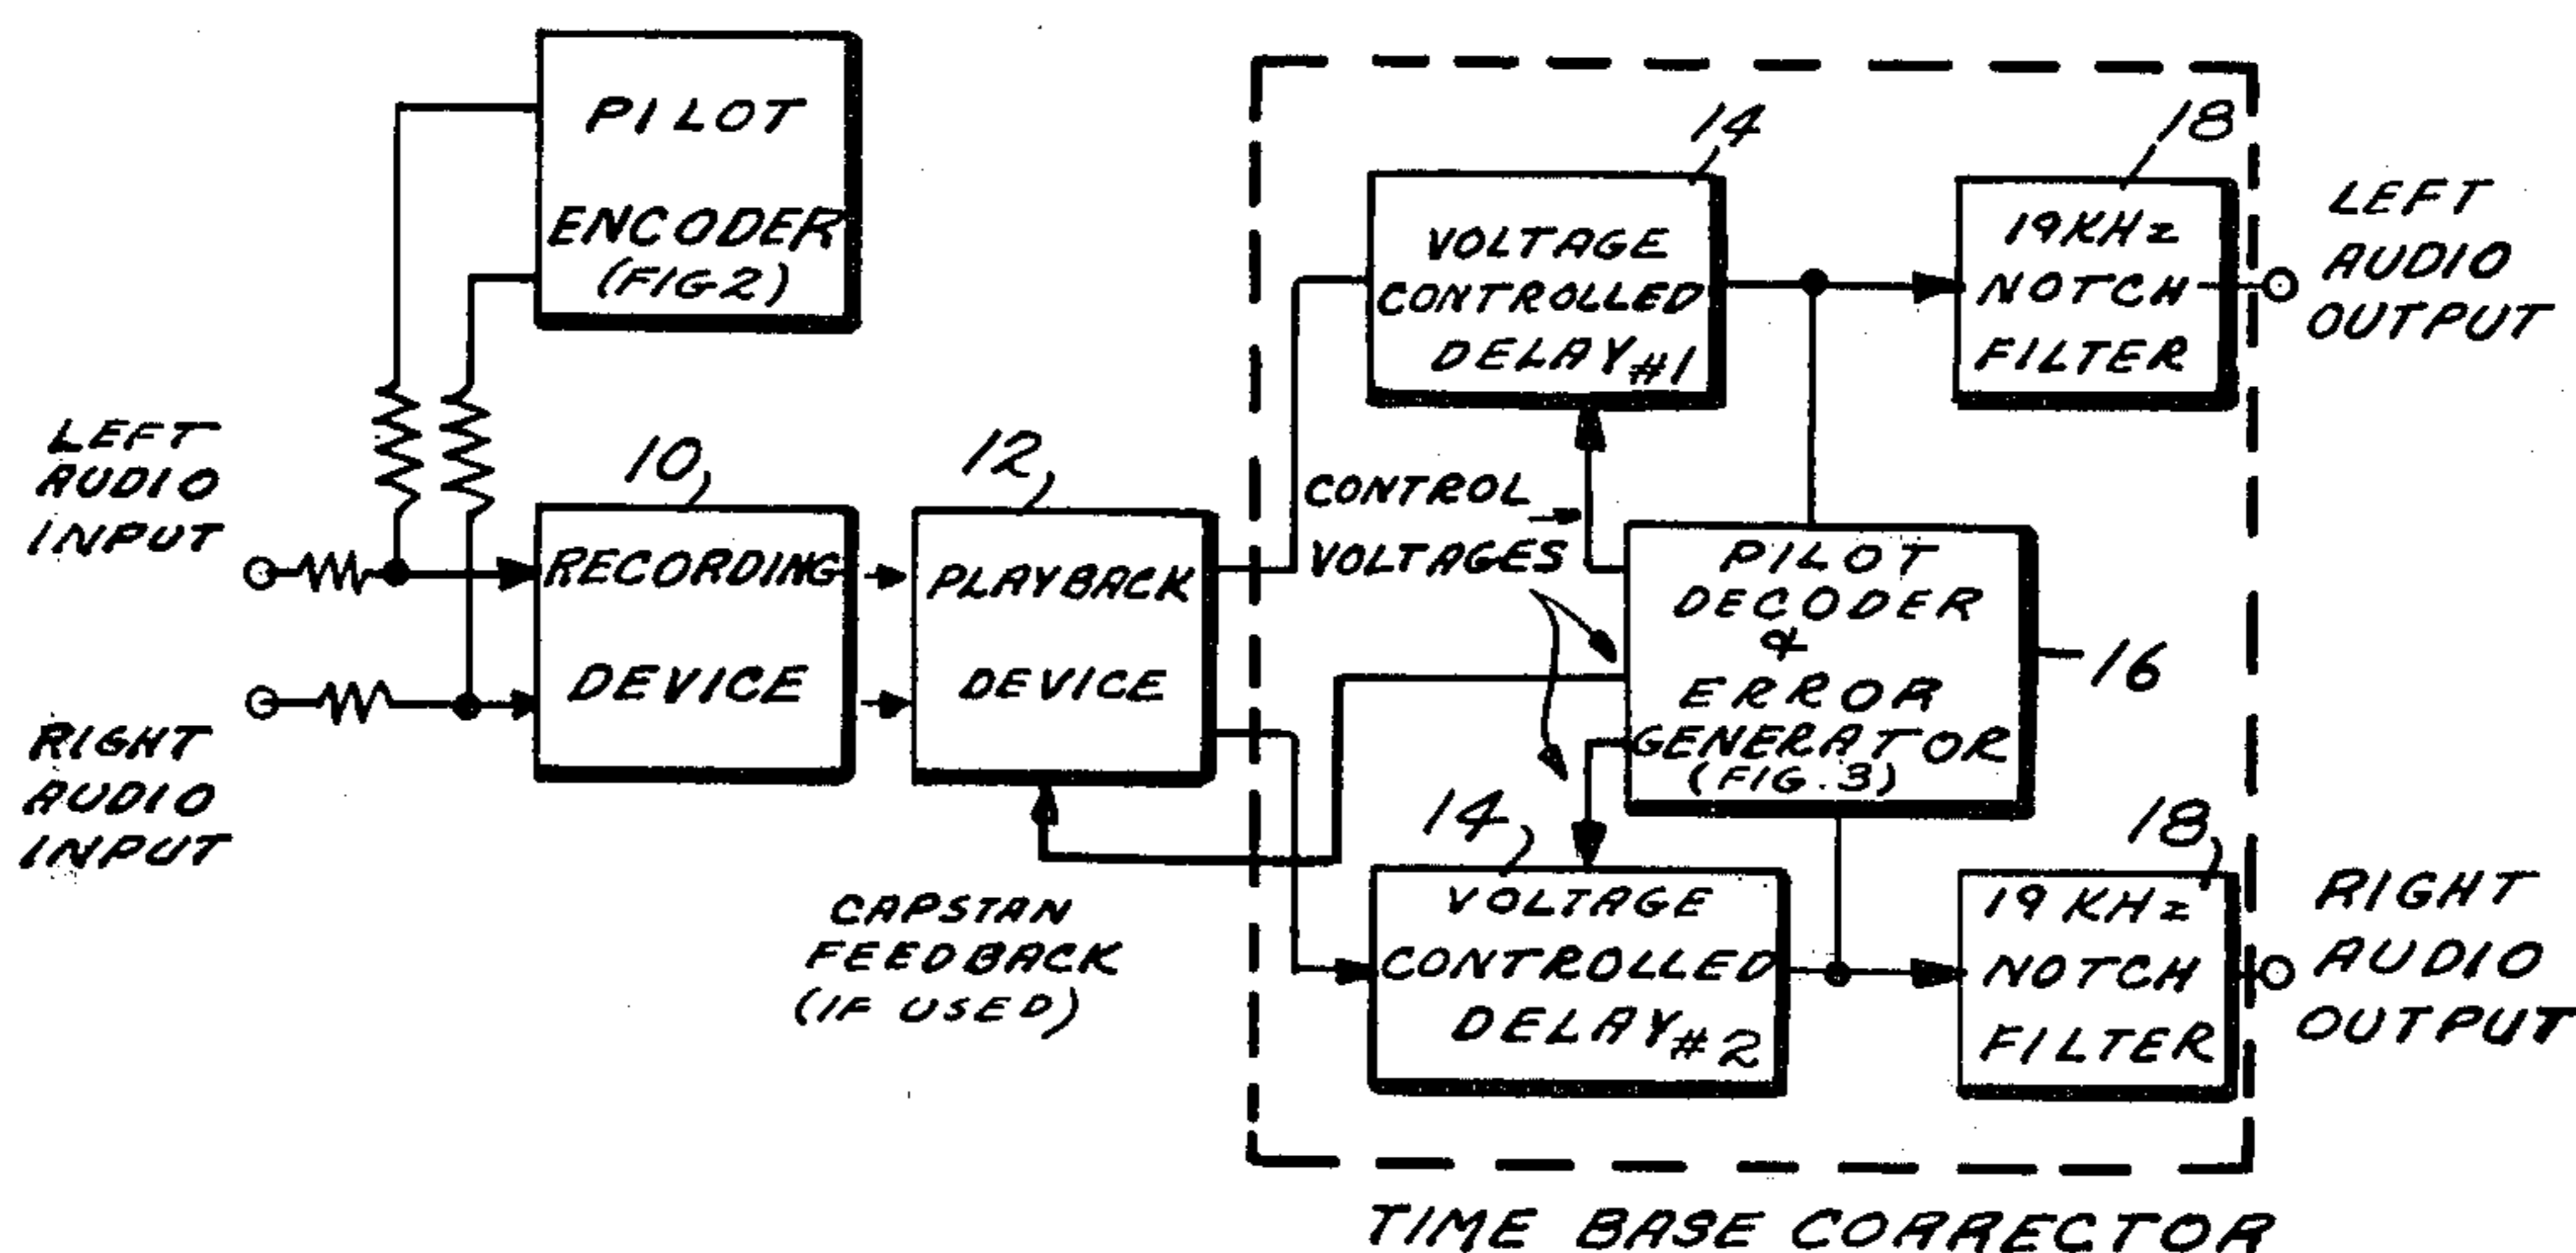 PILOT
ENCODER
(FIG 2)
LEFT
AUDIO
INPUT
RIGHT
AUDIO
INPUT
10
RECORDING
DEVICE
12
PLAYBACK
DEVICE
CAPSTAN
FEEDBACK
(IF USED)
14
VOLTAGE
CONTROLLED
DELAY #1
18
19KHz
NOTCH
FILTER
LEFT
AUDIO
OUTPUT
CONTROL
VOLTAGES
PILOT
DECODER
&
ERROR
GENERATOR
(FIG. 3)
16
14
VOLTAGE
CONTROLLED
DELAY #2
18
19 KHz
NOTCH
FILTER
RIGHT
AUDIO
OUTPUT
TIME BASE CORRECTOR